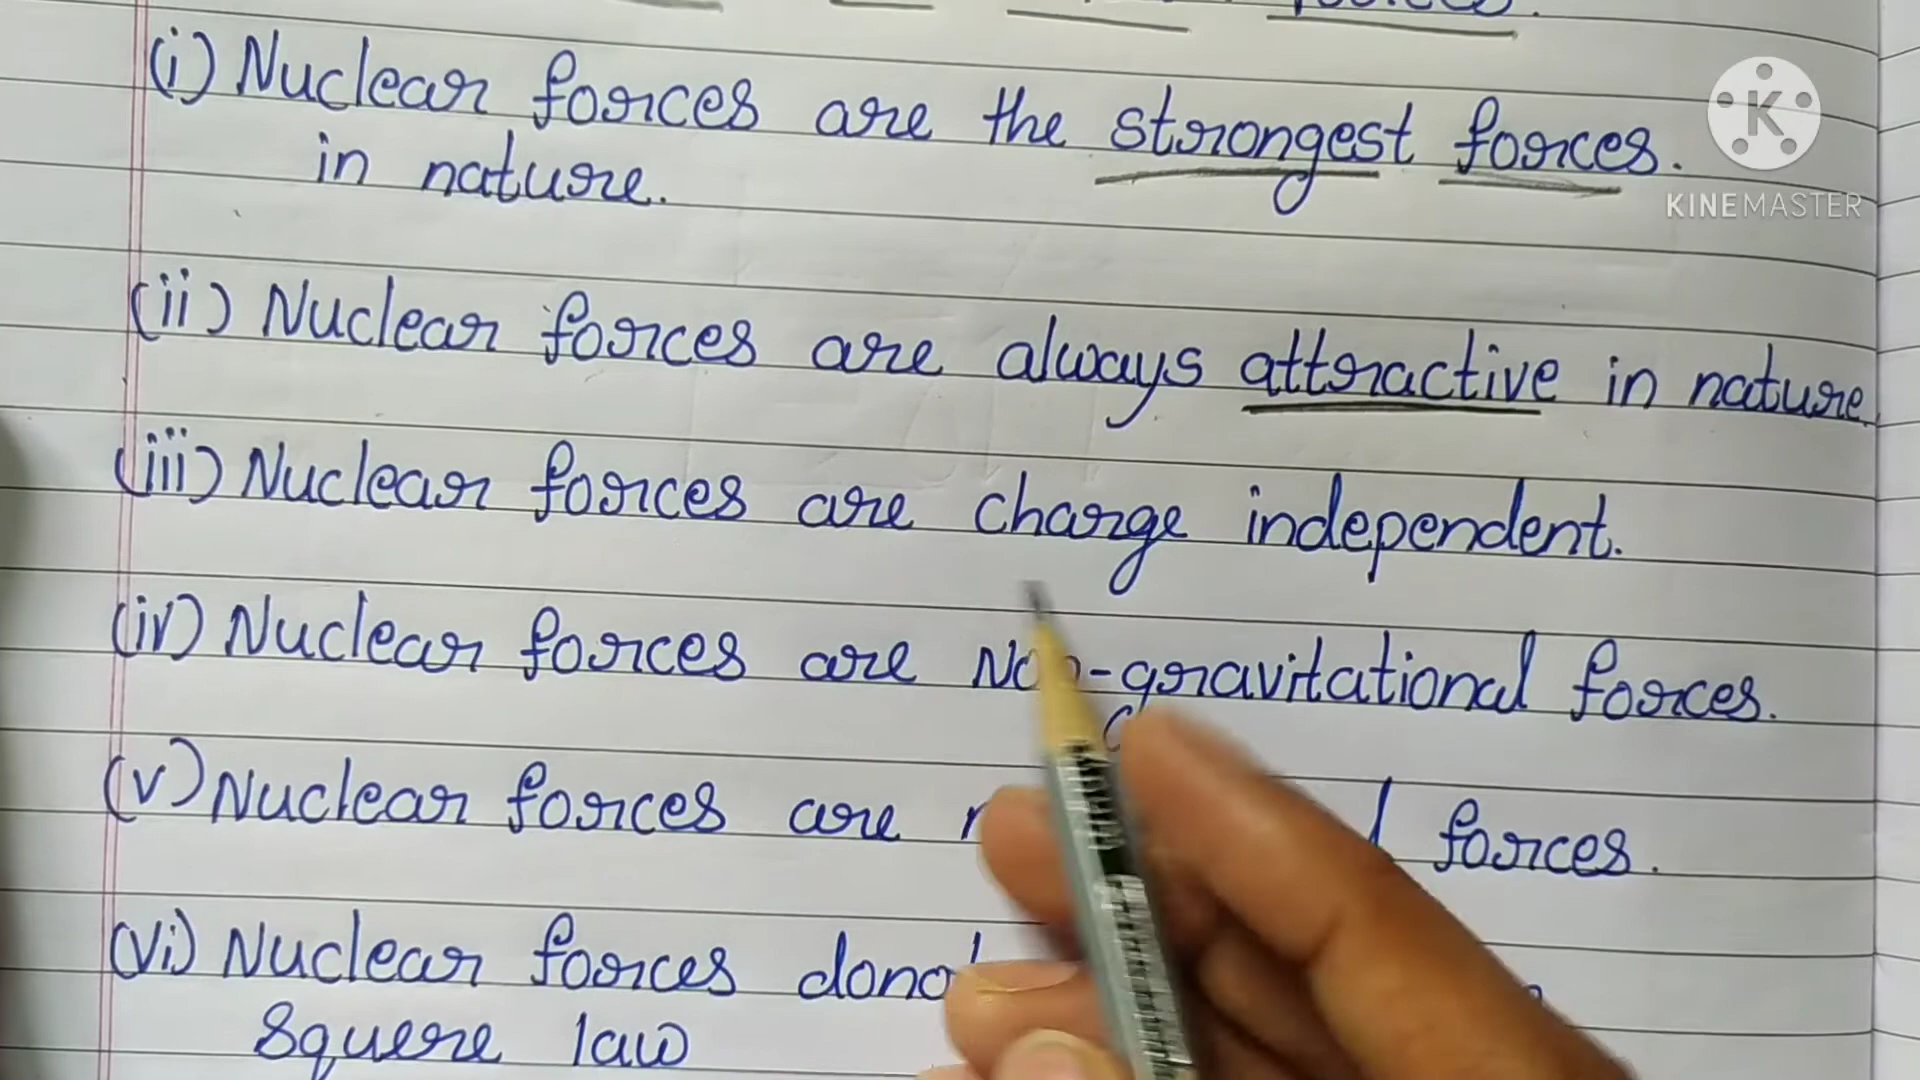 forces.
(i) Nuclear forces are the strongest forces.
in nature.
(ii) Nuclear forces are always attractive in nature.
(iii) Nuclear forces are charge independent.
(iv) Nuclear forces are Non-gravitational forces.
(v) Nuclear forces are forces.
(vi) Nuclear forces
Squere law
K
KINEMASTER